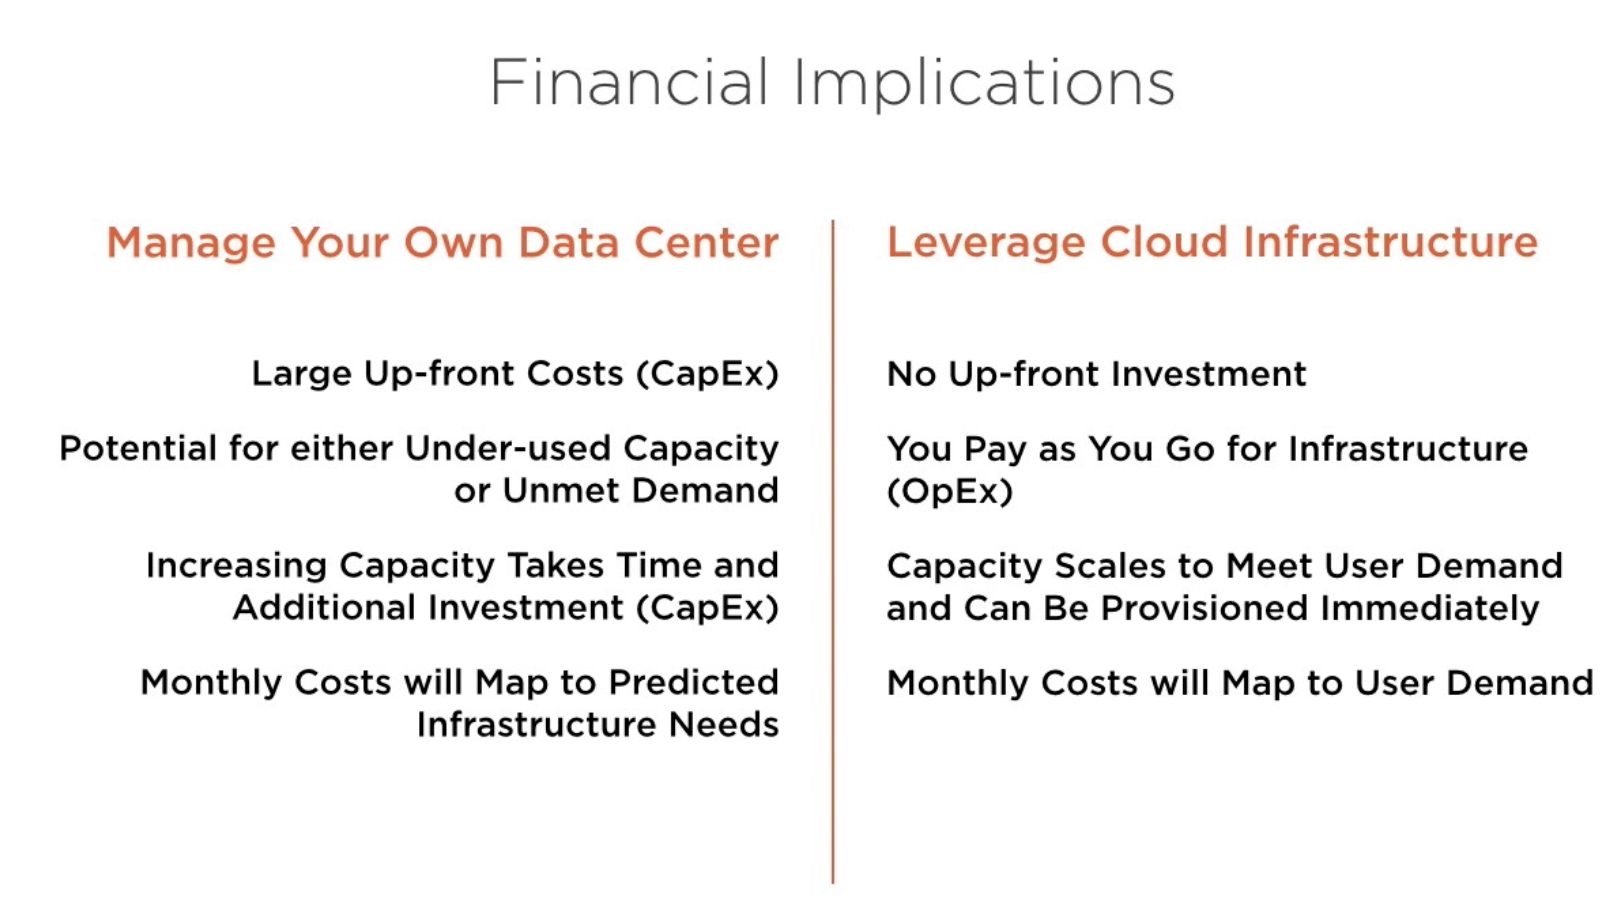 Financial Implications
Manage Your Own Data Center
Large Up-front Costs (CapEx)
Potential for either Under-used Capacity
or Unmet Demand
Increasing Capacity Takes Time and
Additional Investment (CapEx)
Monthly Costs will Map to Predicted
Infrastructure Needs
Leverage Cloud Infrastructure
No Up-front Investment
You Pay as You Go for Infrastructure
(OpEx)
Capacity Scales to Meet User Demand
and Can Be Provisioned Immediately
Monthly Costs will Map to User Demand